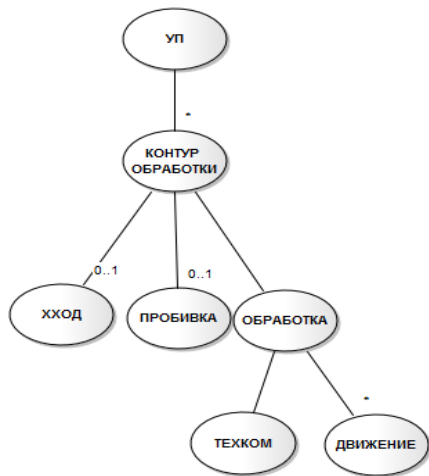 УП
*
КОНТУР
ОБРАБОТКИ
0..1
0..1
ХХОД
ПРОБИВКА
ОБРАБОТКА
*
ТЕХКОМ
ДВИЖЕНИЕ